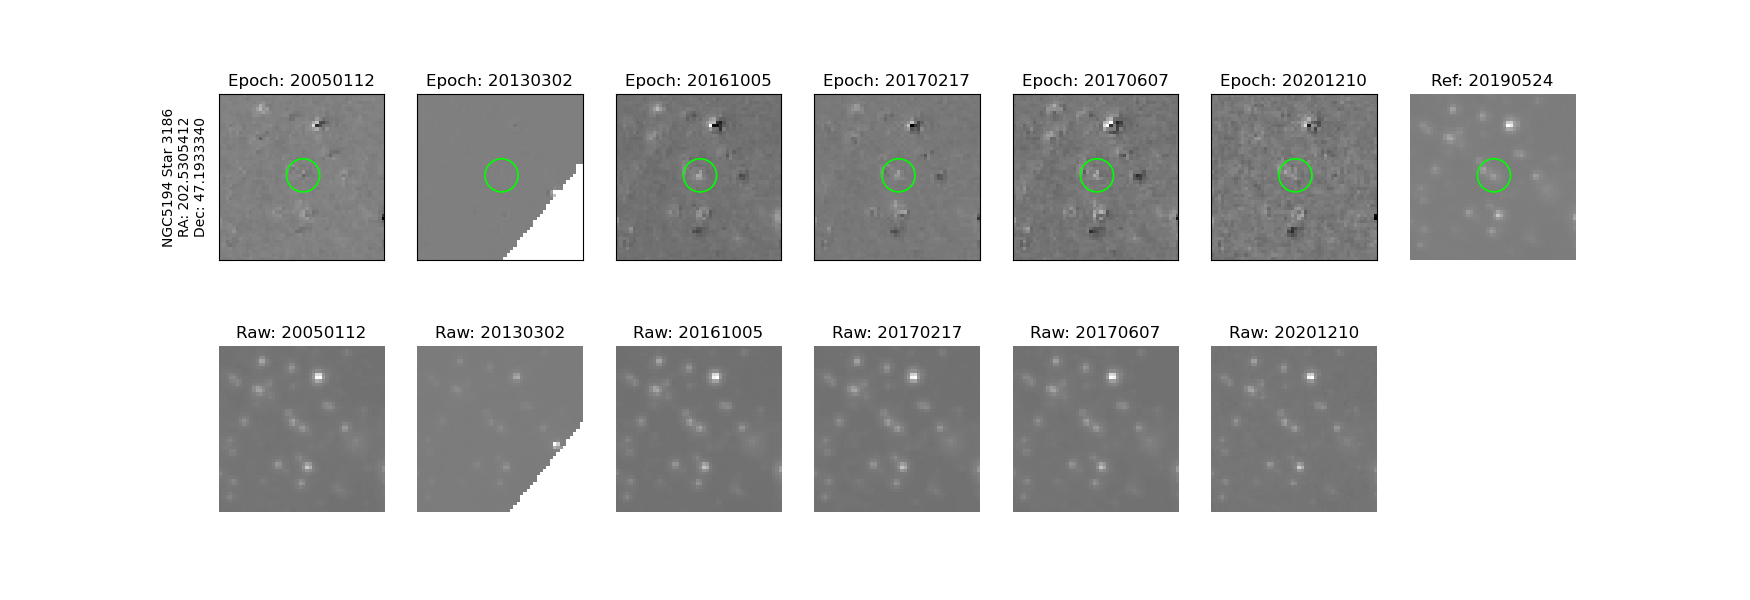 Epoch: 20050112
Epoch: 20130302
Epoch: 20161005
Epoch: 20170217
Epoch: 20170607
Epoch: 20201210
Ref: 20190524
NGC5194 Star 3186
RA: 202.5305412
Dec: 47.1933340
Raw: 20050112
Raw: 20130302
Raw: 20161005
Raw: 20170217
Raw: 20170607
Raw: 20201210